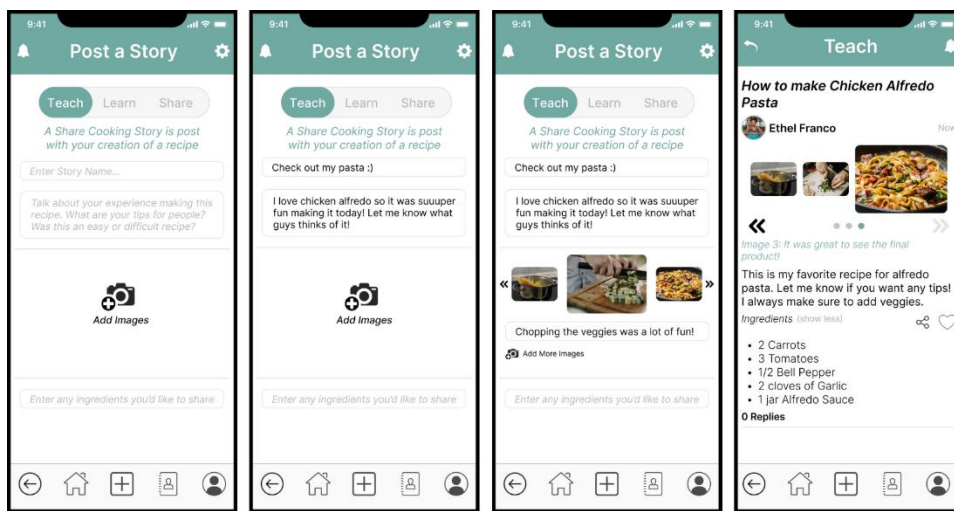 9:41
Post a Story
Teach Learn Share
A Share Cooking Story is post
with your creation of a recipe
Enter Story Name...
Talk about your experience making this
recipe. What are your tips for people?
Was this an easy or difficult recipe?
Add Images
Enter any ingredients you'd like to share
9:41
Post a Story
Teach Learn Share
A Share Cooking Story is post
with your creation of a recipe
Check out my pasta :)
I love chicken alfredo so it was suuuper
fun making it today! Let me know what
guys thinks of it!
Add Images
Enter any ingredients you'd like to share
9:41
Post a Story
Teach Learn Share
A Share Cooking Story is post
with your creation of a recipe
Check out my pasta :)
I love chicken alfredo so it was suuuper
fun making it today! Let me know what
guys thinks of it!
Chopping the veggies was a lot of fun!
Add More Images
Enter any ingredients you'd like to share
9:41
Teach
How to make Chicken Alfredo
Pasta
Ethel Franco
Now
Image 3: It was great to see the final
product!
This is my favorite recipe for alfredo
pasta. Let me know if you want any tips!
I always make sure to add veggies.
Ingredients (show less)
• 2 Carrots
• 3 Tomatoes
• 1/2 Bell Pepper
• 2 cloves of Garlic
• 1 jar Alfredo Sauce
0 Replies